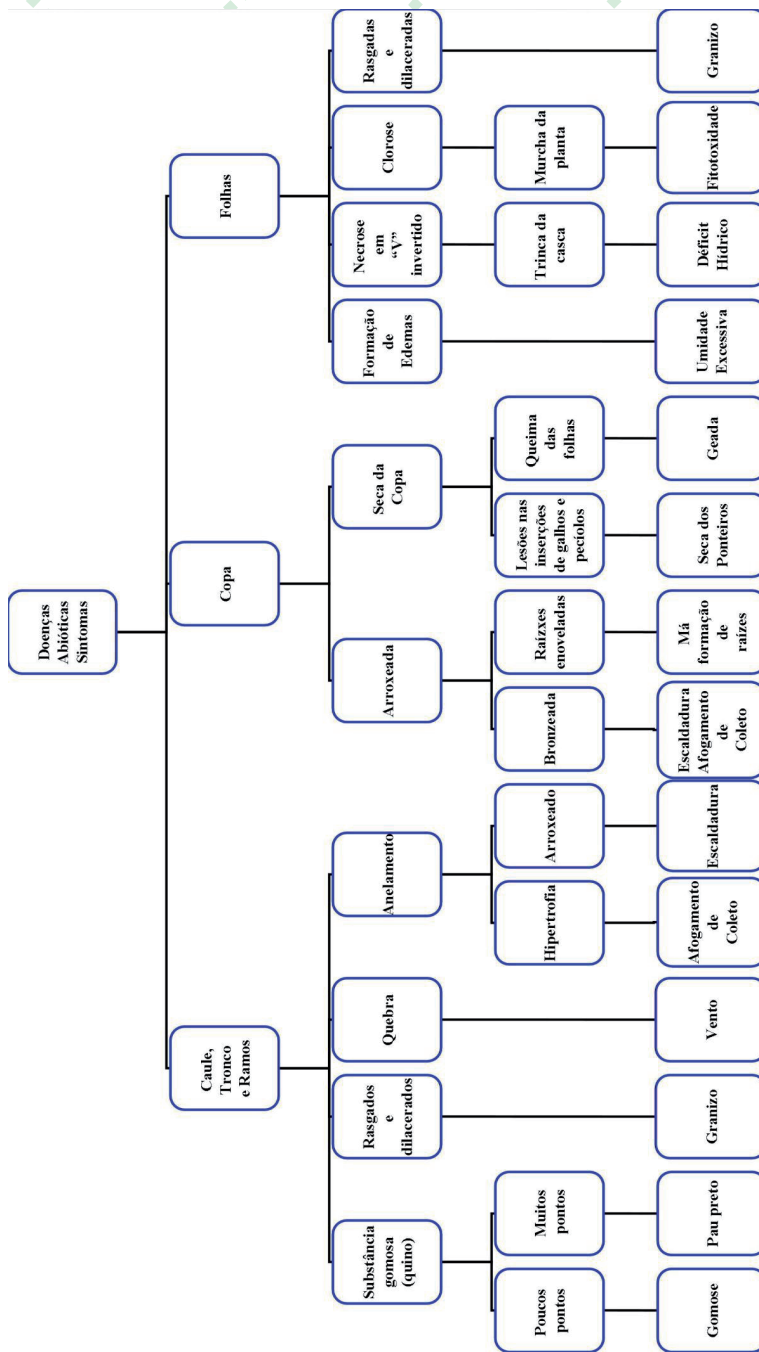 Doenças
Abióticas
Sintomas
Caule,
Tronco
e Ramos
Copa
Folhas
Substância
gomosa
(quino)
Rasgados
e
dilacerados
Quebra
Anelamento
Arroxeada
Seca da
Copa
Formação
de
Edemas
Necrose
em
“V”
invertido
Clorose
Rasgadas
e
dilaceradas
Poucos
pontos
Muitos
pontos
Hipertrofia
Arroxeado
Bronzeada
Raízxes
enoveladas
Lesões nas
inserções
de galhos e
pecíolos
Queima
das
folhas
Trinca da
casca
Murcha da
planta
Gomose
Pau preto
Granizo
Vento
Afogamento
de
Coleto
Escaldadura
Escaldadura
Afogamento
de
Coleto
Má
formação
de
raízes
Seca dos
Ponteiros
Geada
Umidade
Excessiva
Déficit
Hídrico
Fitotoxidade
Granizo